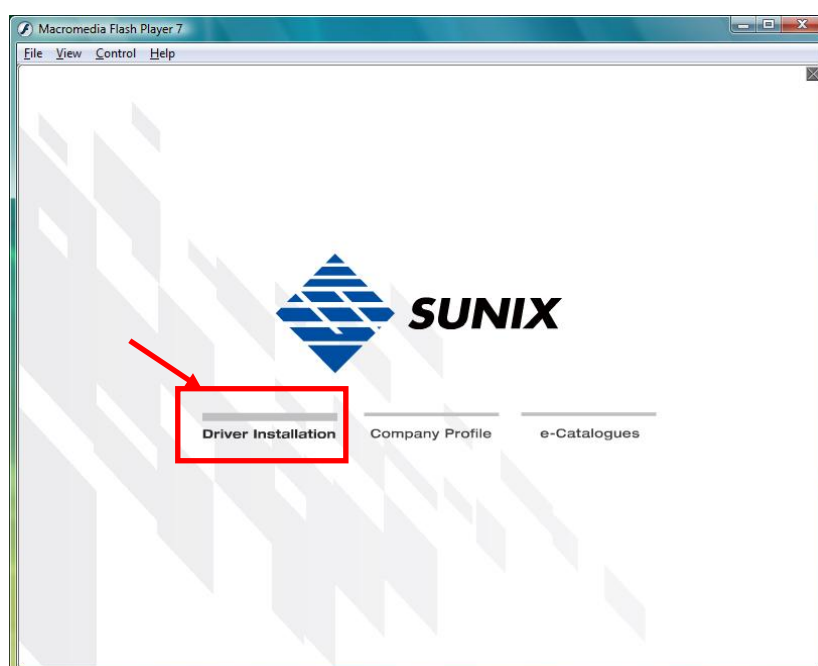 Macromedia Flash Player 7
File View Control Help
SUNIX
Driver Installation Company Profile e-Catalogues